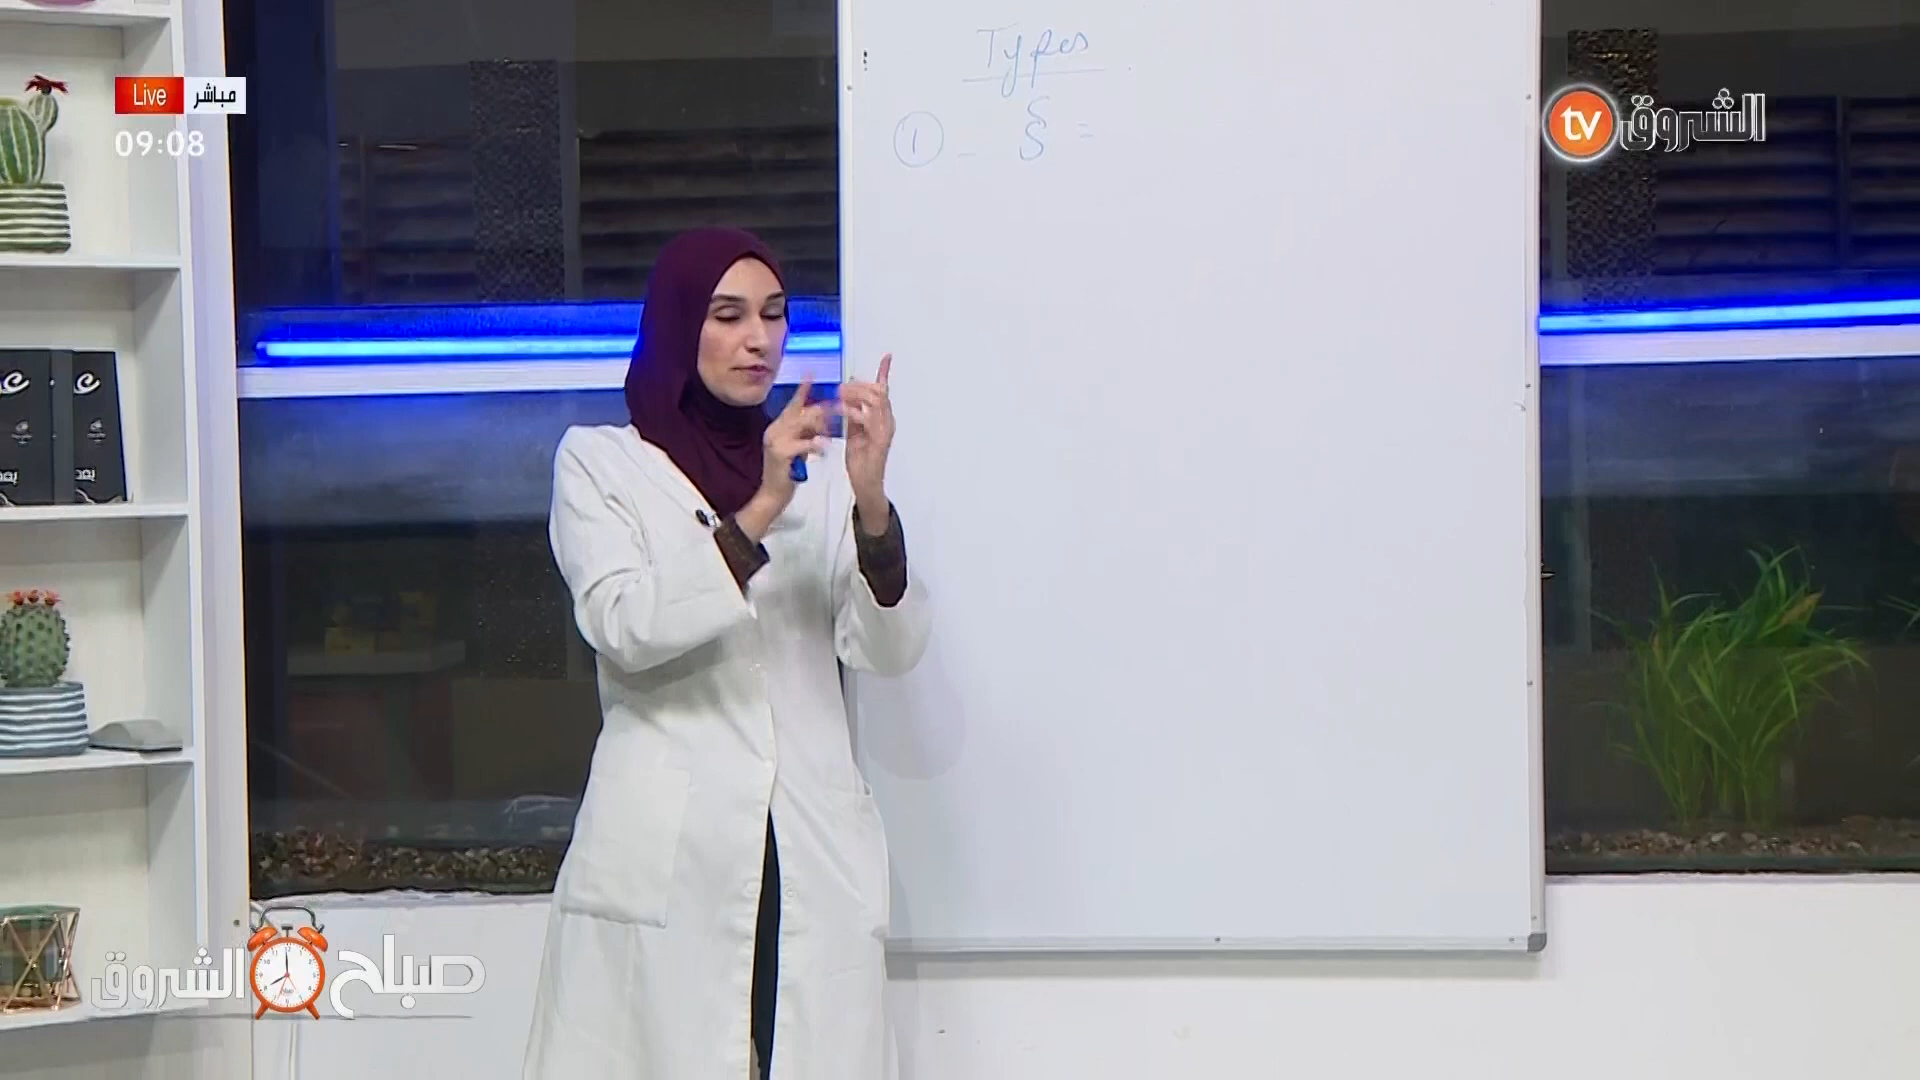 Live مباشر
09:08
tv الشروق
Types
1 - S =
صباح الشروق